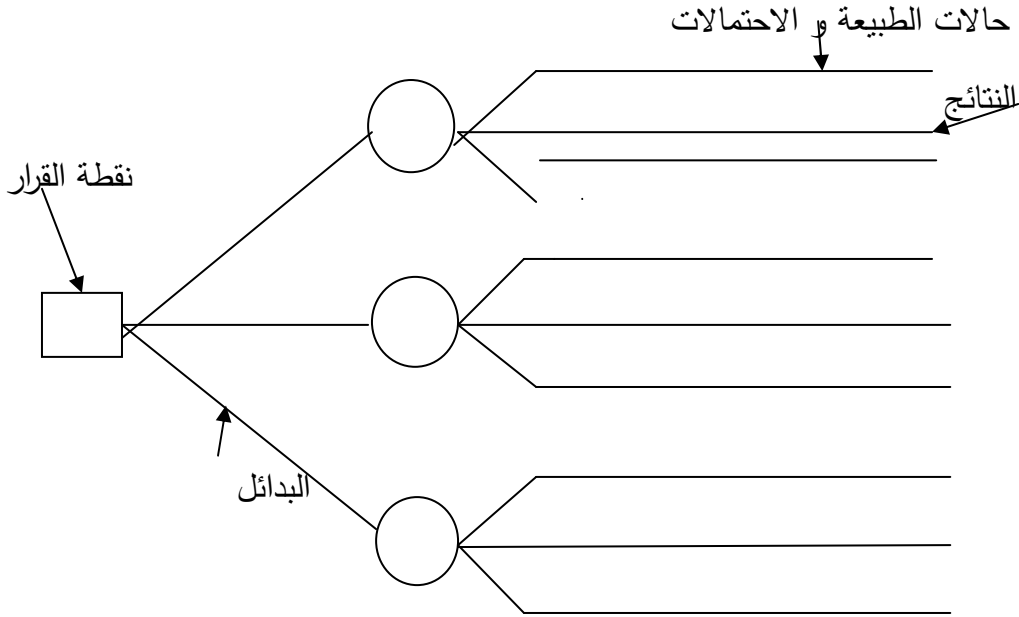 حالات الطبيعة و الاحتمالات
النتائج
نقطة القرار
البدائل